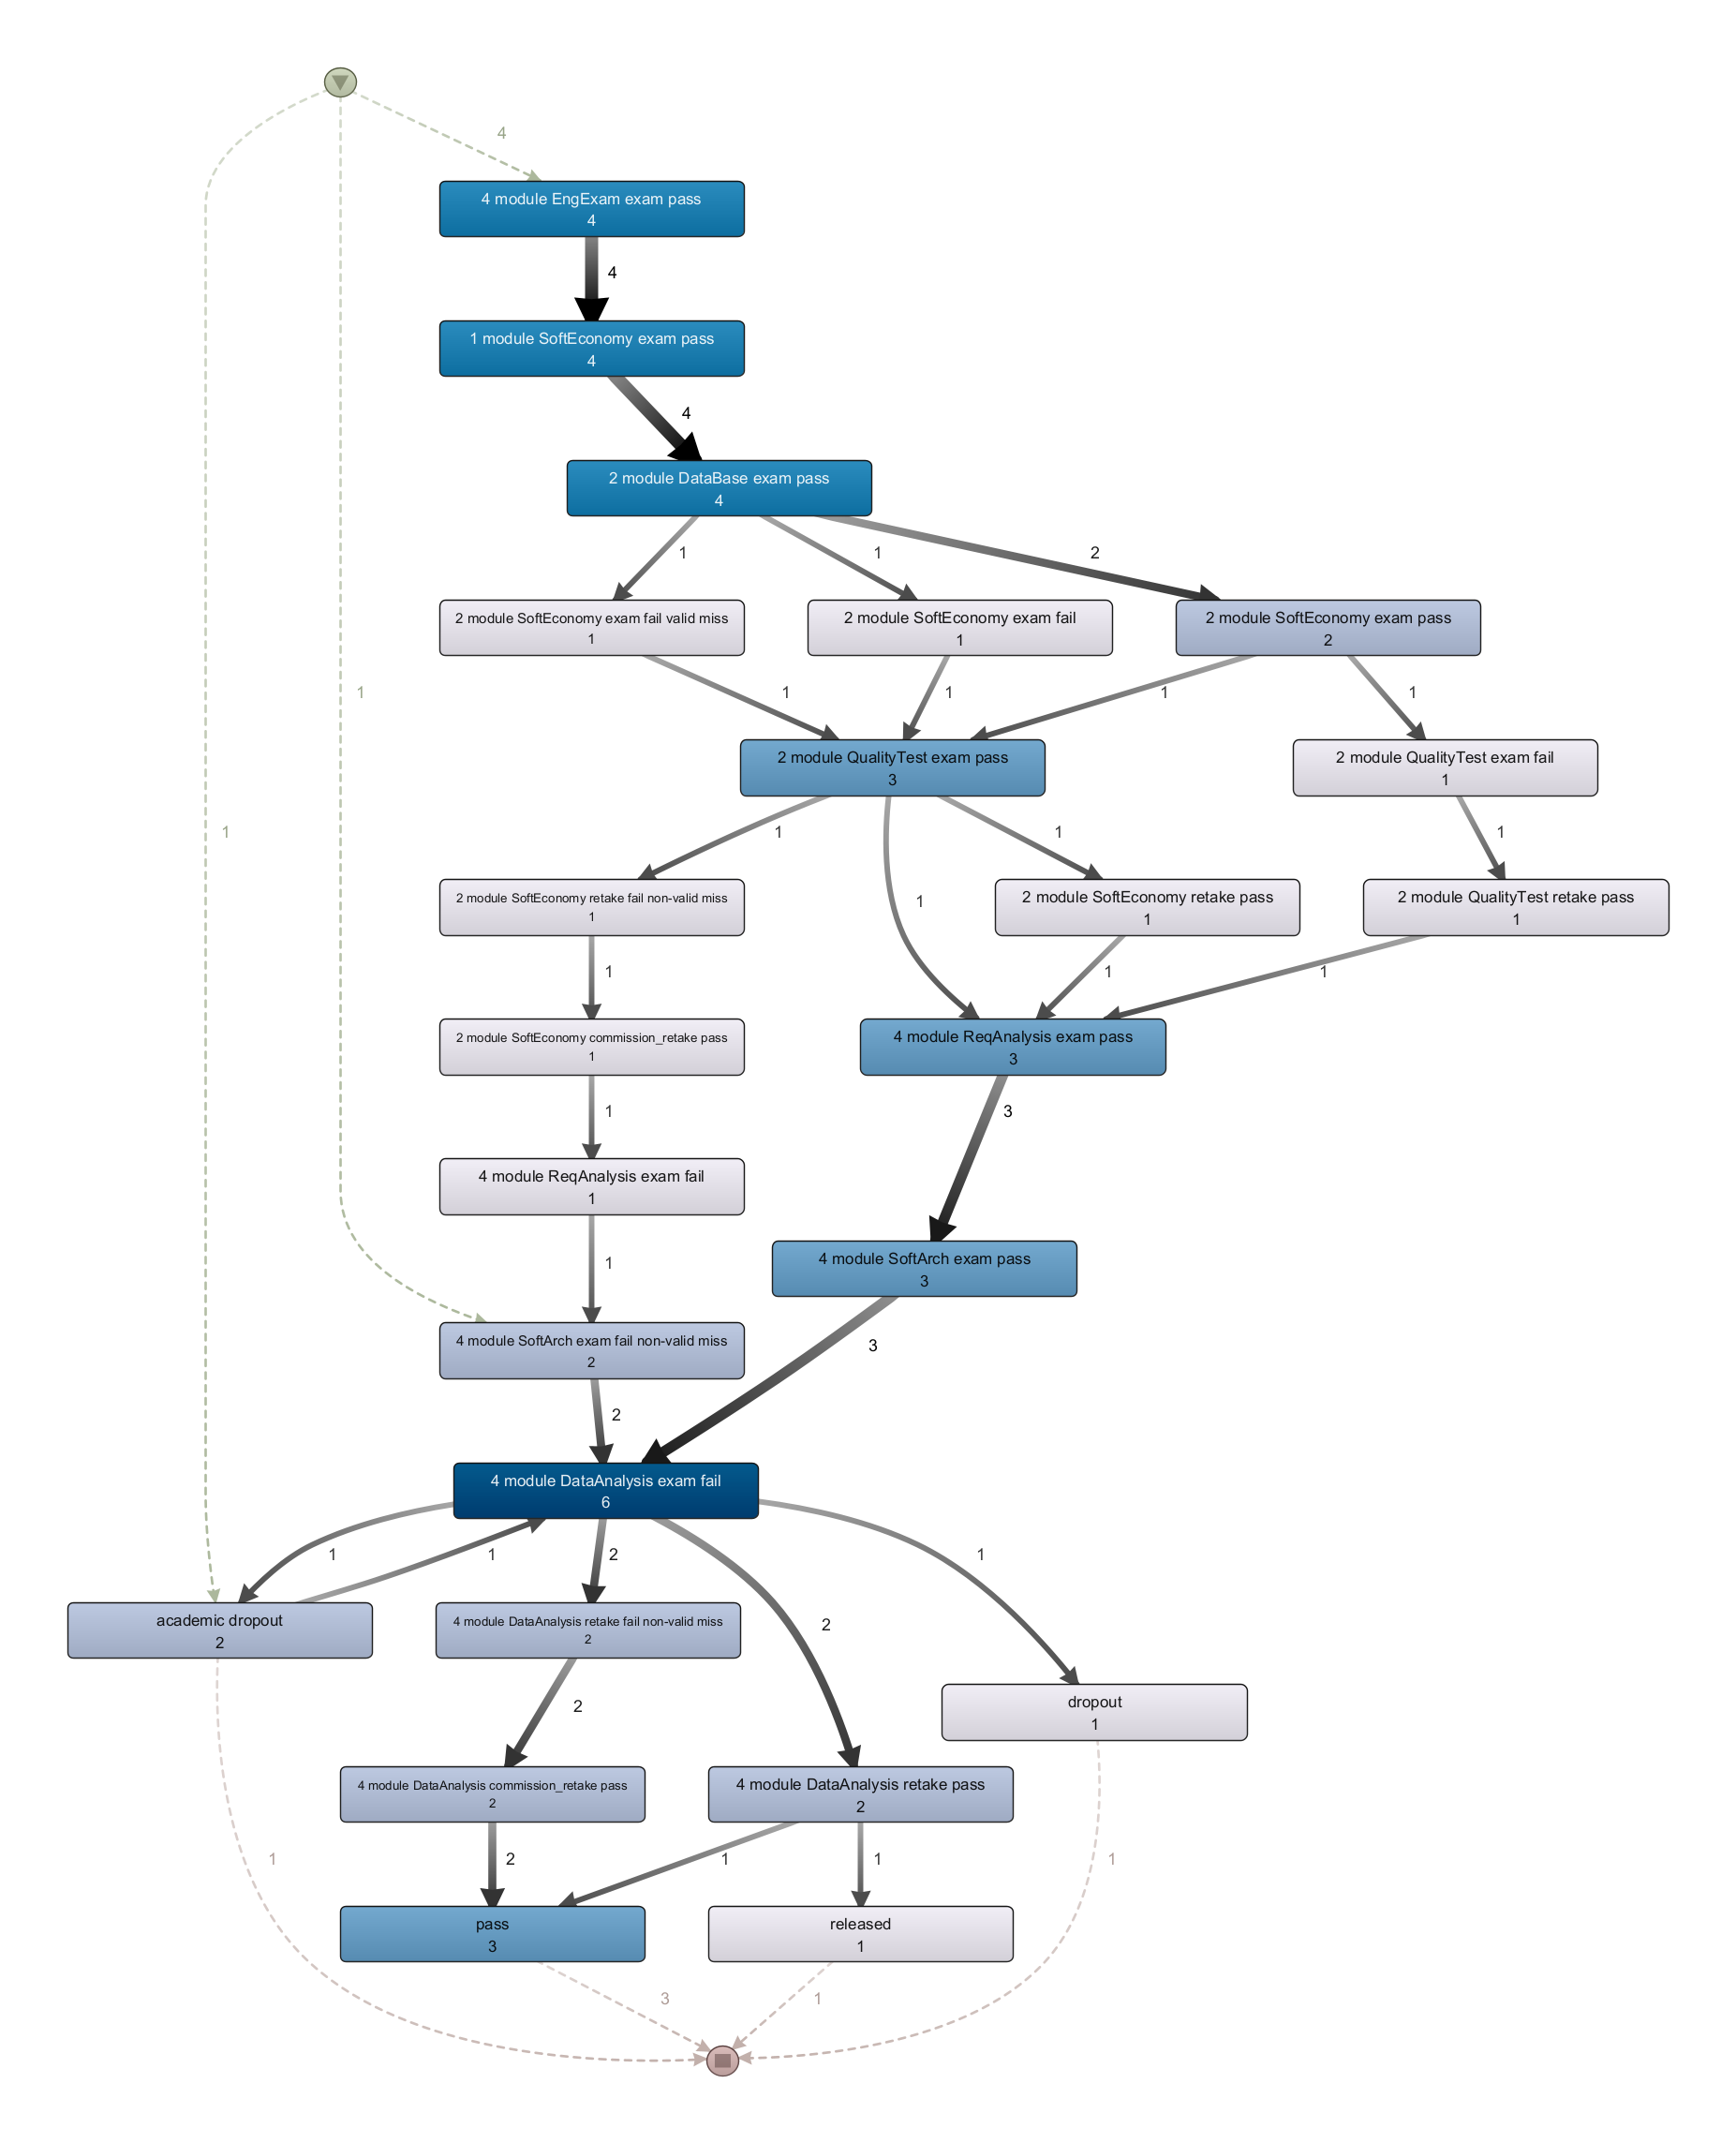 4
4 module EngExam exam pass
4
4
1 module SoftEconomy exam pass
4
4
2 module DataBase exam pass
4
1
1
2
2 module SoftEconomy exam fail valid miss
1
2 module SoftEconomy exam fail
1
2 module SoftEconomy exam pass
2
1
1
1
1
1
2 module QualityTest exam pass
3
2 module QualityTest exam fail
1
1
1
1
1
2 module SoftEconomy retake fail non-valid miss
1
1
2 module SoftEconomy retake pass
1
2 module QualityTest retake pass
1
1
1
1
2 module SoftEconomy commission_retake pass
1
4 module ReqAnalysis exam pass
3
1
3
4 module ReqAnalysis exam fail
1
1
4 module SoftArch exam pass
3
4 module SoftArch exam fail non-valid miss
2
3
2
4 module DataAnalysis exam fail
6
1
1
2
1
academic dropout
2
4 module DataAnalysis retake fail non-valid miss
2
2
dropout
1
2
4 module DataAnalysis commission_retake pass
2
4 module DataAnalysis retake pass
2
1
2
1
1
1
pass
3
released
1
3
1